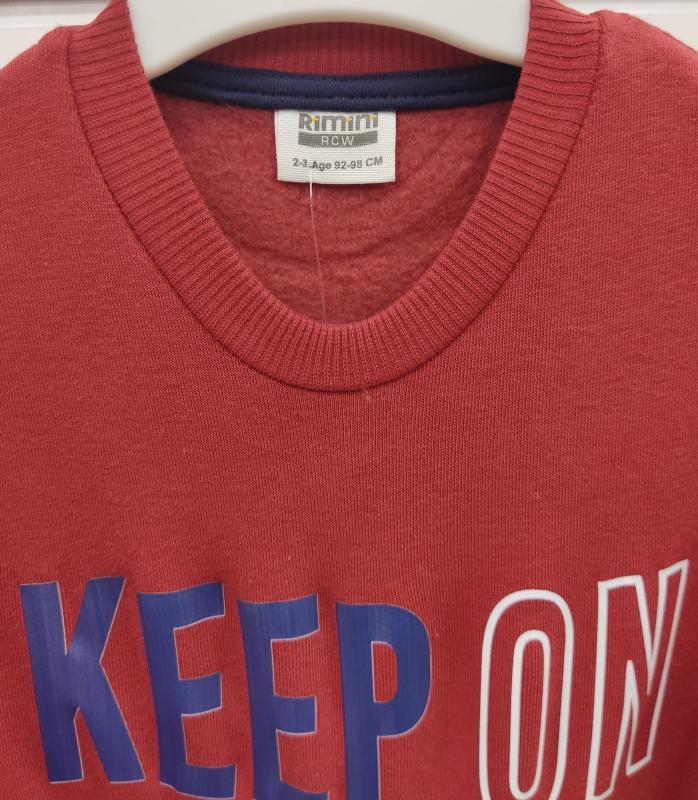 Rimini
RCW
2-3 Age 92-98 CM
KEEP ON